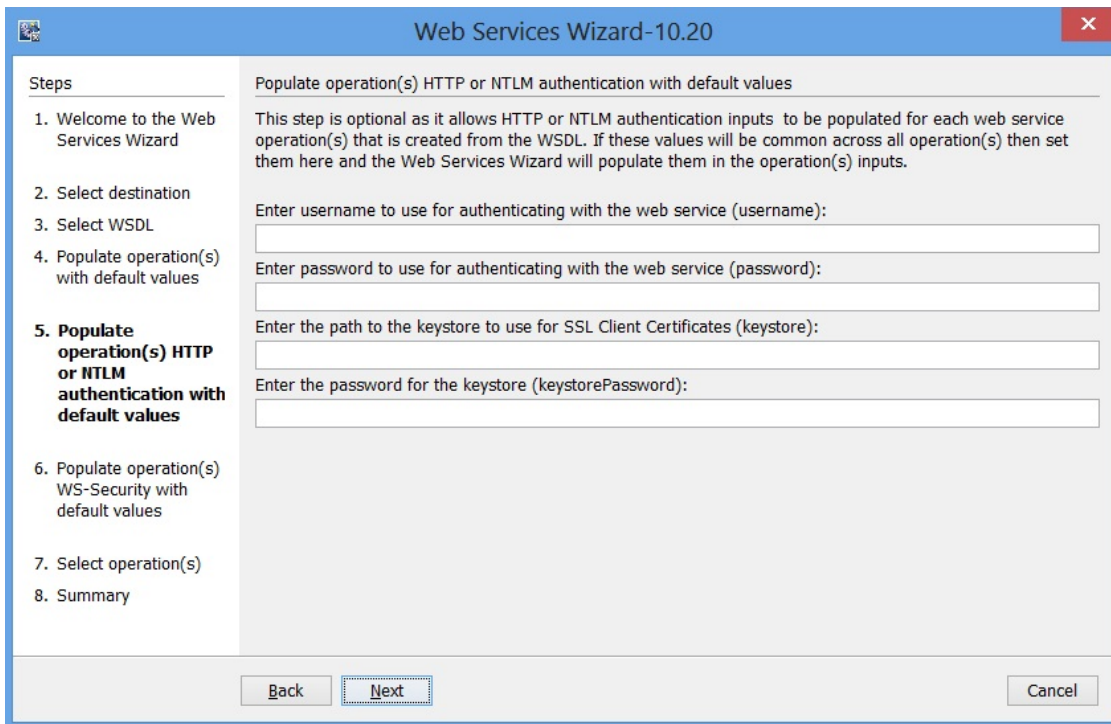 Web Services Wizard-10.20
Steps
1. Welcome to the Web
Services Wizard
2. Select destination
3. Select WSDL
4. Populate operation(s)
with default values
5. Populate
operation(s) HTTP
or NTLM
authentication with
default values
6. Populate operation(s)
WS-Security with
default values
7. Select operation(s)
8. Summary
Populate operation(s) HTTP or NTLM authentication with default values
This step is optional as it allows HTTP or NTLM authentication inputs to be populated for each web service
operation(s) that is created from the WSDL. If these values will be common across all operation(s) then set
them here and the Web Services Wizard will populate them in the operation(s) inputs.
Enter username to use for authenticating with the web service (username):
Enter password to use for authenticating with the web service (password):
Enter the path to the keystore to use for SSL Client Certificates (keystore):
Enter the password for the keystore (keystorePassword):
Back
Next
Cancel